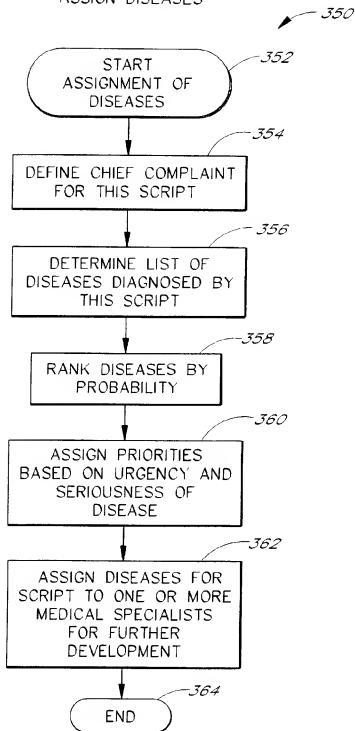 ASSIGN DISEASES
350
352
START
ASSIGNMENT OF
DISEASES
354
DEFINE CHIEF COMPLAINT
FOR THIS SCRIPT
356
DETERMINE LIST OF
DISEASES DIAGNOSED BY
THIS SCRIPT
358
RANK DISEASES BY
PROBABILITY
360
ASSIGN PRIORITIES
BASED ON URGENCY AND
SERIOUSNESS OF
DISEASE
362
ASSIGN DISEASES FOR
SCRIPT TO ONE OR MORE
MEDICAL SPECIALISTS
FOR FURTHER
DEVELOPMENT
364
END